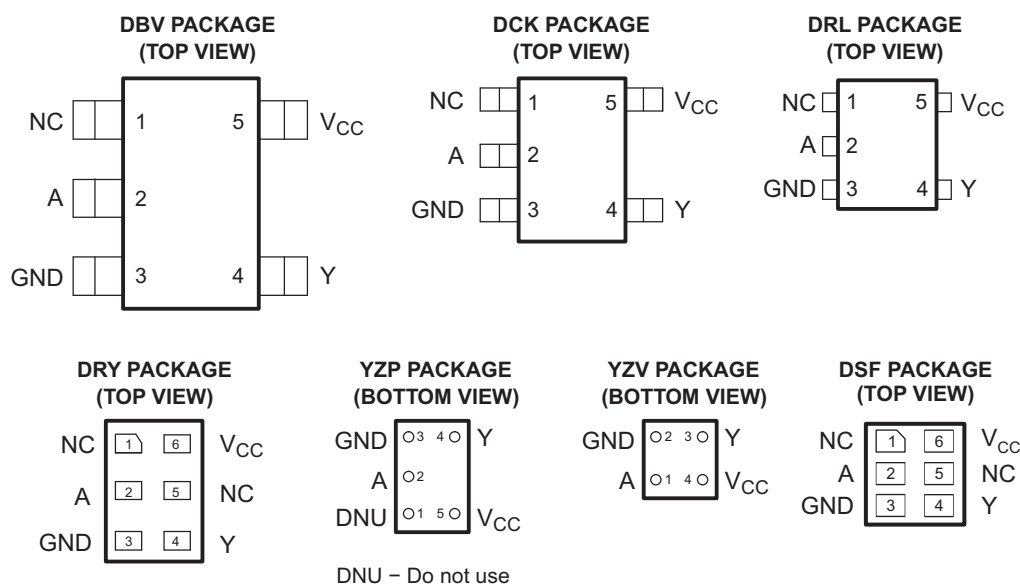 DBV PACKAGE
(TOP VIEW)
NC 1 5 VCC
A 2
GND 3 4 Y
DCK PACKAGE
(TOP VIEW)
NC 1 5 VCC
A 2
GND 3 4 Y
DRL PACKAGE
(TOP VIEW)
NC 1 5 VCC
A 2
GND 3 4 Y
DRY PACKAGE
(TOP VIEW)
NC 1 6 VCC
A 2 5 NC
GND 3 4 Y
YZP PACKAGE
(BOTTOM VIEW)
GND 3 4 Y
A 2
DNU 1 5 VCC
DNU – Do not use
YZV PACKAGE
(BOTTOM VIEW)
GND 2 3 Y
A 1 4 VCC
DSF PACKAGE
(TOP VIEW)
NC 1 6 VCC
A 2 5 NC
GND 3 4 Y